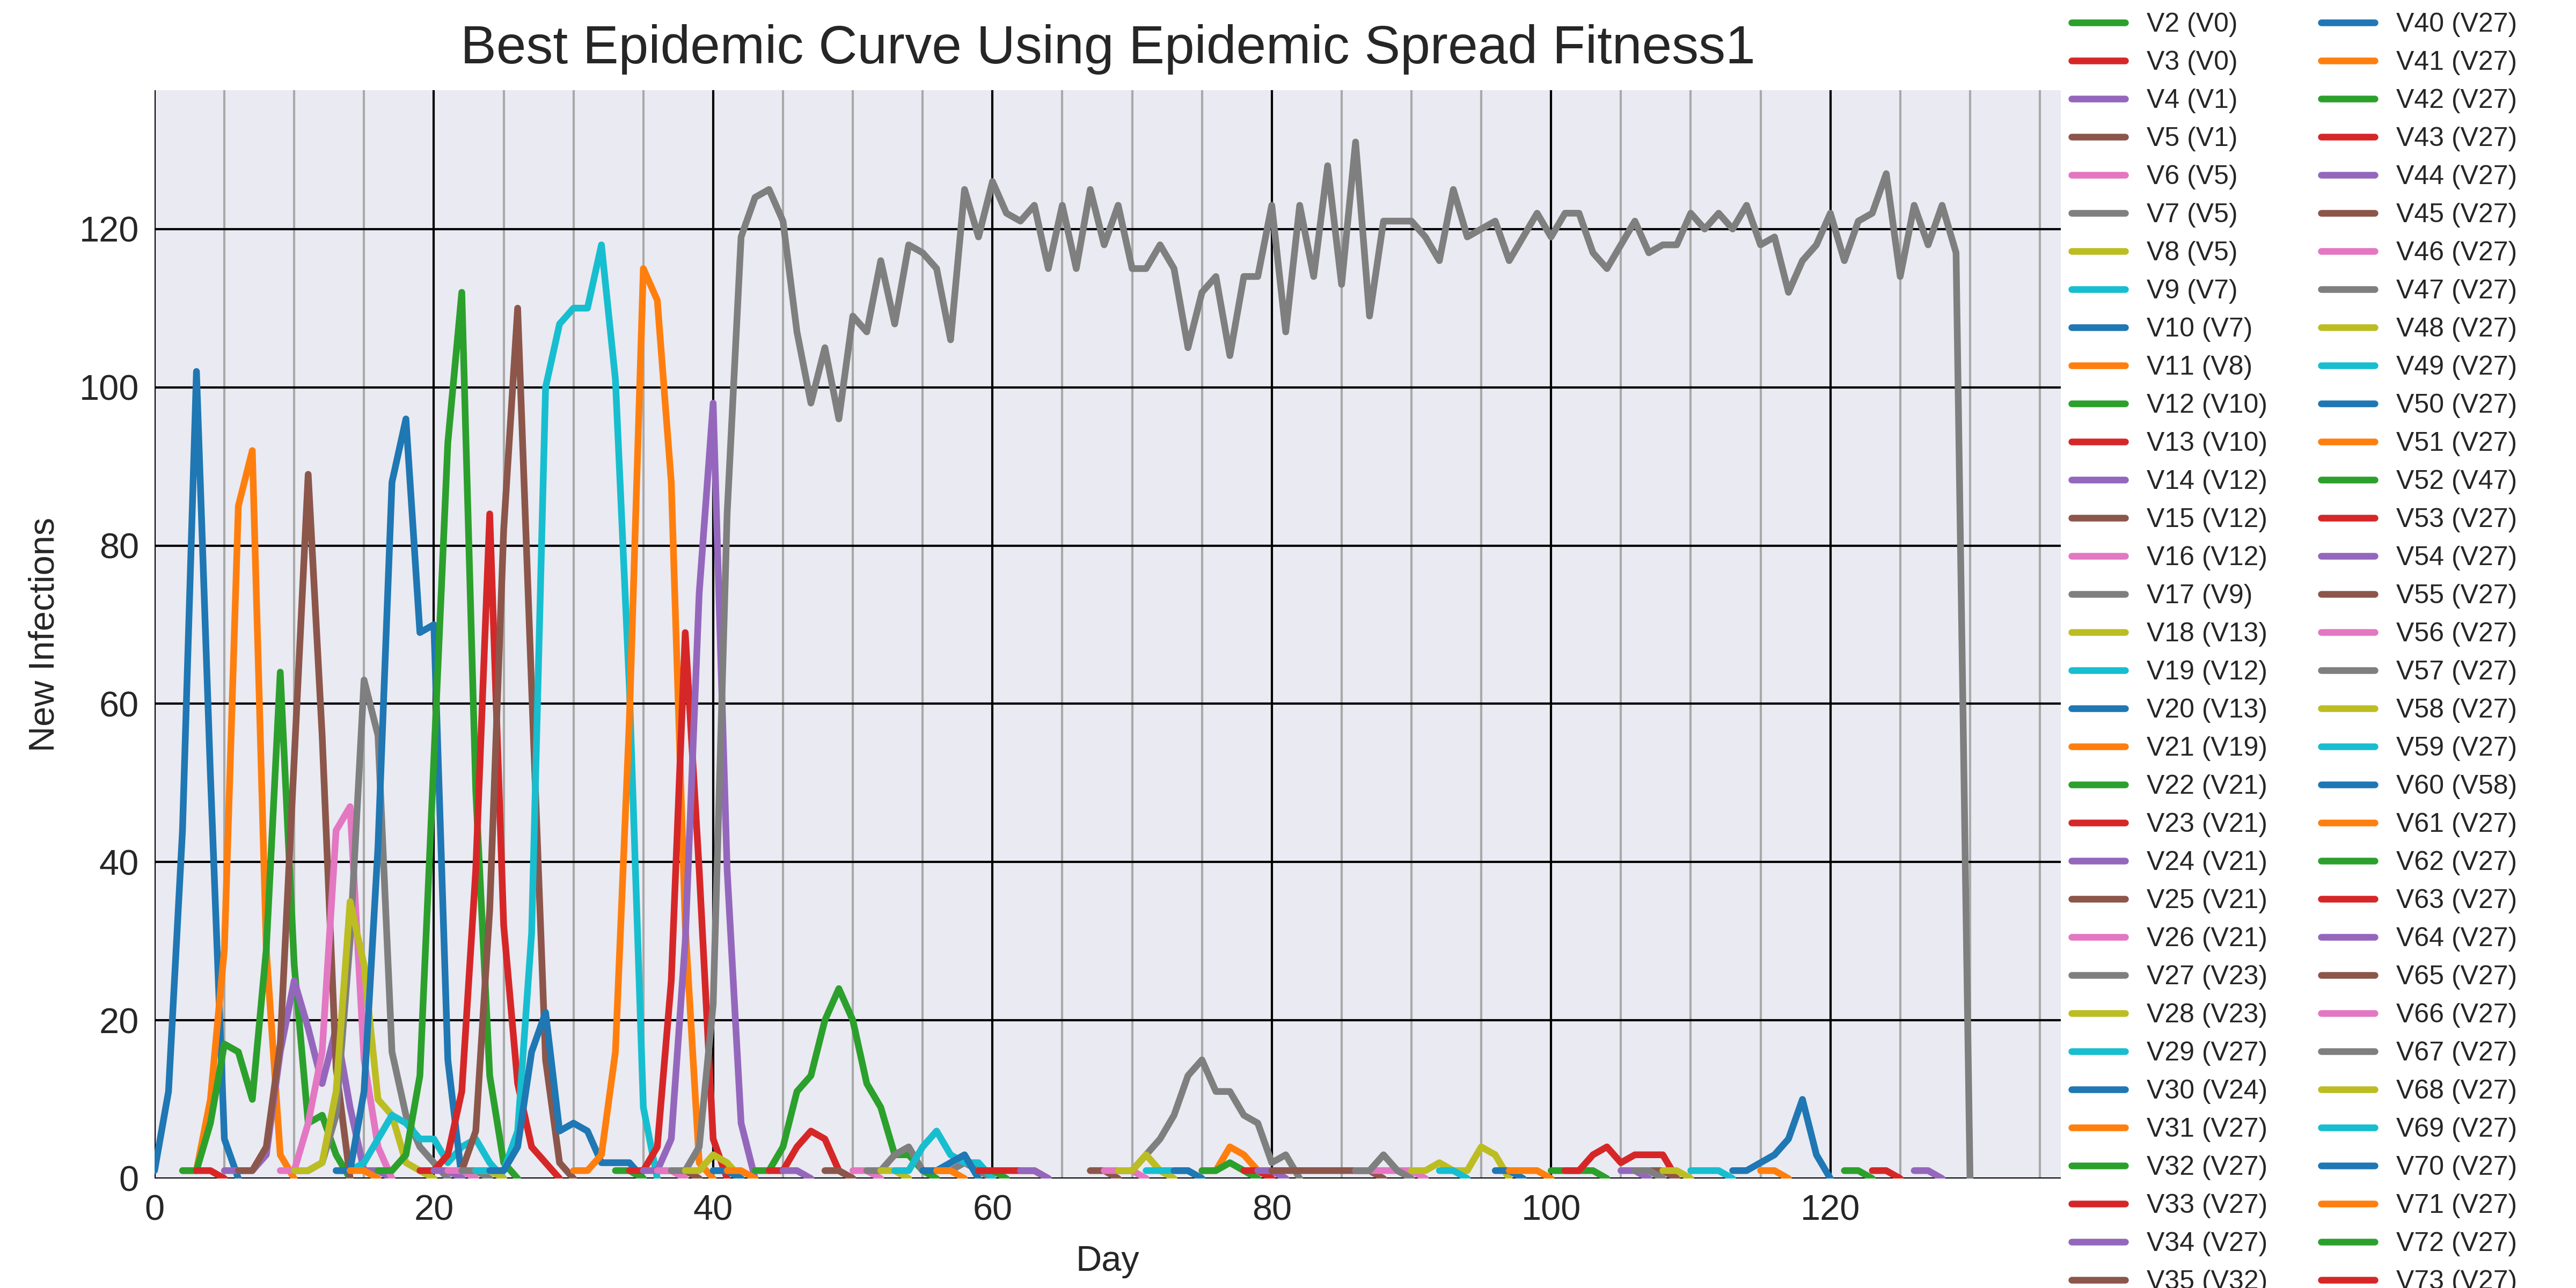 Best Epidemic Curve Using Epidemic Spread Fitness1
New Infections
120
100
80
60
40
20
0
0 20 40 60 80 100 120
Day
V2 (V0)
V3 (V0)
V4 (V1)
V5 (V1)
V6 (V5)
V7 (V5)
V8 (V5)
V9 (V7)
V10 (V7)
V11 (V8)
V12 (V10)
V13 (V10)
V14 (V12)
V15 (V12)
V16 (V12)
V17 (V9)
V18 (V13)
V19 (V12)
V20 (V13)
V21 (V19)
V22 (V21)
V23 (V21)
V24 (V21)
V25 (V21)
V26 (V21)
V27 (V23)
V28 (V23)
V29 (V27)
V30 (V24)
V31 (V27)
V32 (V27)
V33 (V27)
V34 (V27)
V35 (V32)
V40 (V27)
V41 (V27)
V42 (V27)
V43 (V27)
V44 (V27)
V45 (V27)
V46 (V27)
V47 (V27)
V48 (V27)
V49 (V27)
V50 (V27)
V51 (V27)
V52 (V47)
V53 (V27)
V54 (V27)
V55 (V27)
V56 (V27)
V57 (V27)
V58 (V27)
V59 (V27)
V60 (V58)
V61 (V27)
V62 (V27)
V63 (V27)
V64 (V27)
V65 (V27)
V66 (V27)
V67 (V27)
V68 (V27)
V69 (V27)
V70 (V27)
V71 (V27)
V72 (V27)
V73 (V27)